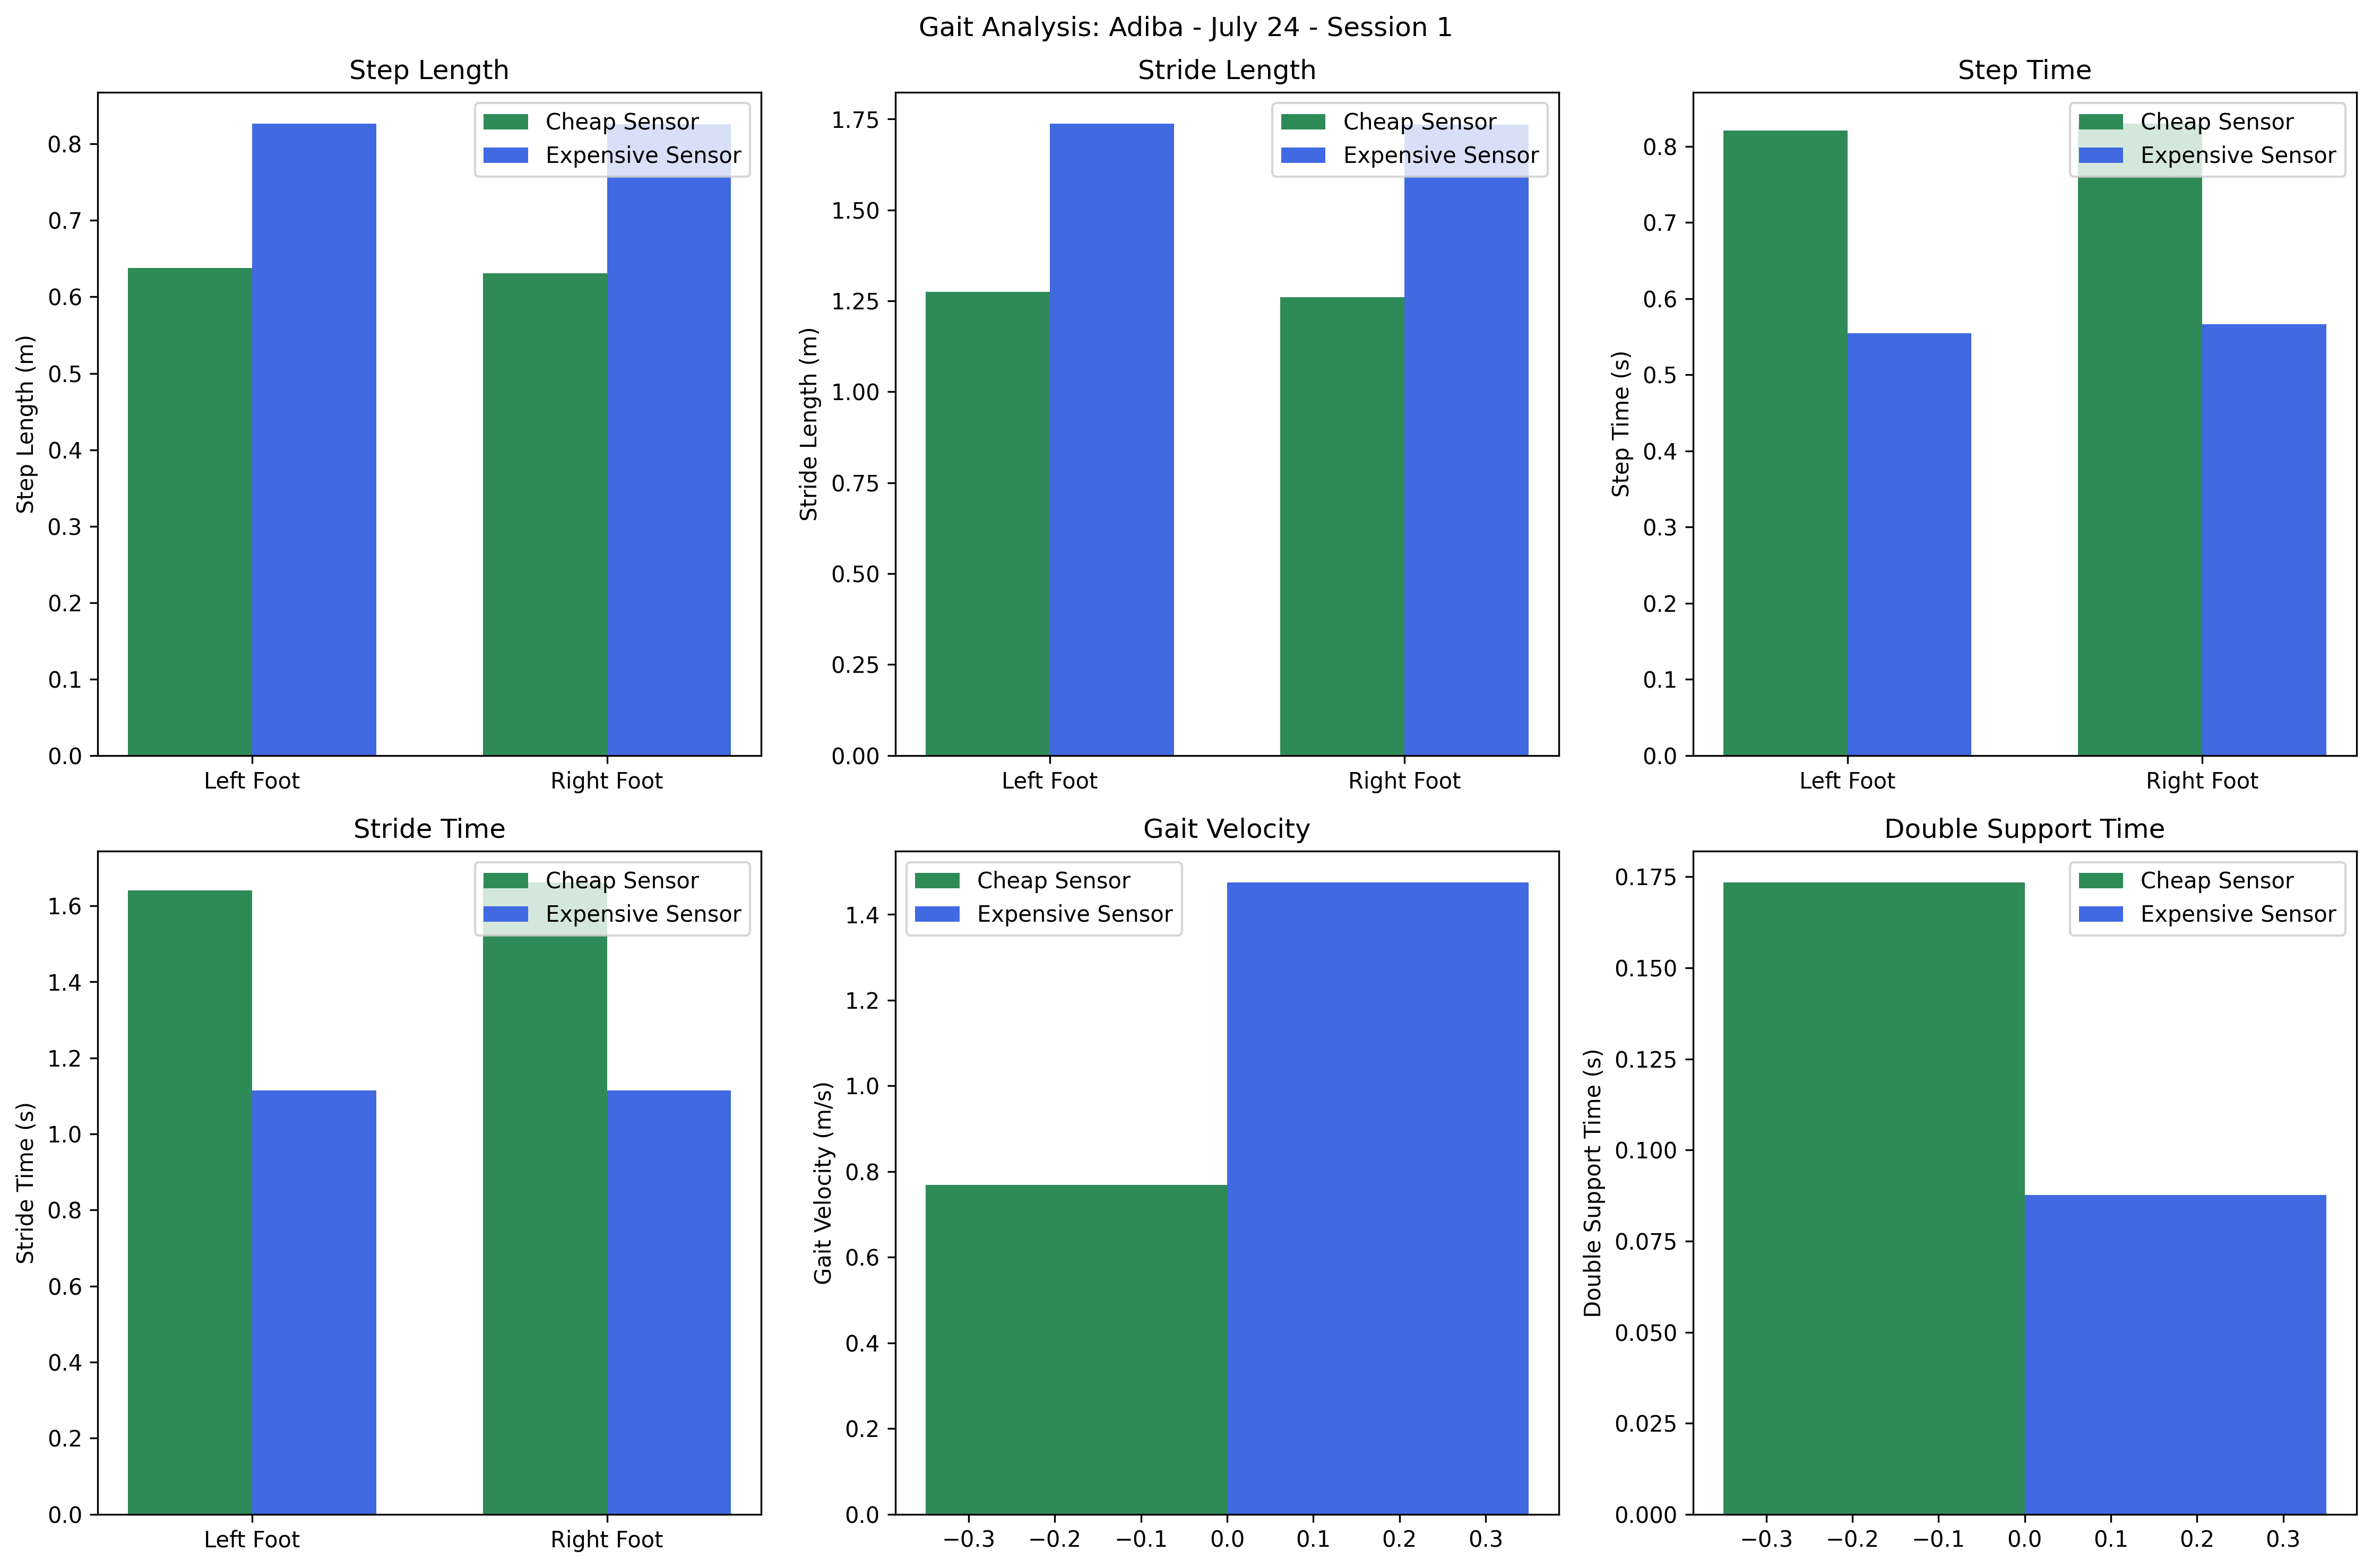 Gait Analysis: Adiba - July 24 - Session 1
Step Length
Step Length (m)
0.8
0.7
0.6
0.5
0.4
0.3
0.2
0.1
0.0
Left Foot
Right Foot
Cheap Sensor
Expensive Sensor
Stride Length
Stride Length (m)
1.75
1.50
1.25
1.00
0.75
0.50
0.25
0.00
Left Foot
Right Foot
Cheap Sensor
Expensive Sensor
Step Time
Step Time (s)
0.8
0.7
0.6
0.5
0.4
0.3
0.2
0.1
0.0
Left Foot
Right Foot
Cheap Sensor
Expensive Sensor
Stride Time
Stride Time (s)
1.6
1.4
1.2
1.0
0.8
0.6
0.4
0.2
0.0
Left Foot
Right Foot
Cheap Sensor
Expensive Sensor
Gait Velocity
Gait Velocity (m/s)
1.4
1.2
1.0
0.8
0.6
0.4
0.2
0.0
−0.3 −0.2 −0.1 0.0 0.1 0.2 0.3
Cheap Sensor
Expensive Sensor
Double Support Time
Double Support Time (s)
0.175
0.150
0.125
0.100
0.075
0.050
0.025
0.000
−0.3 −0.2 −0.1 0.0 0.1 0.2 0.3
Cheap Sensor
Expensive Sensor